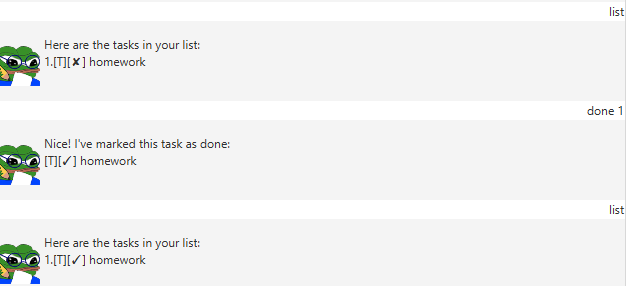 list
Here are the tasks in your list:
1.[T][✘] homework
done 1
Nice! I've marked this task as done:
[T][✓] homework
list
Here are the tasks in your list:
1.[T][✓] homework